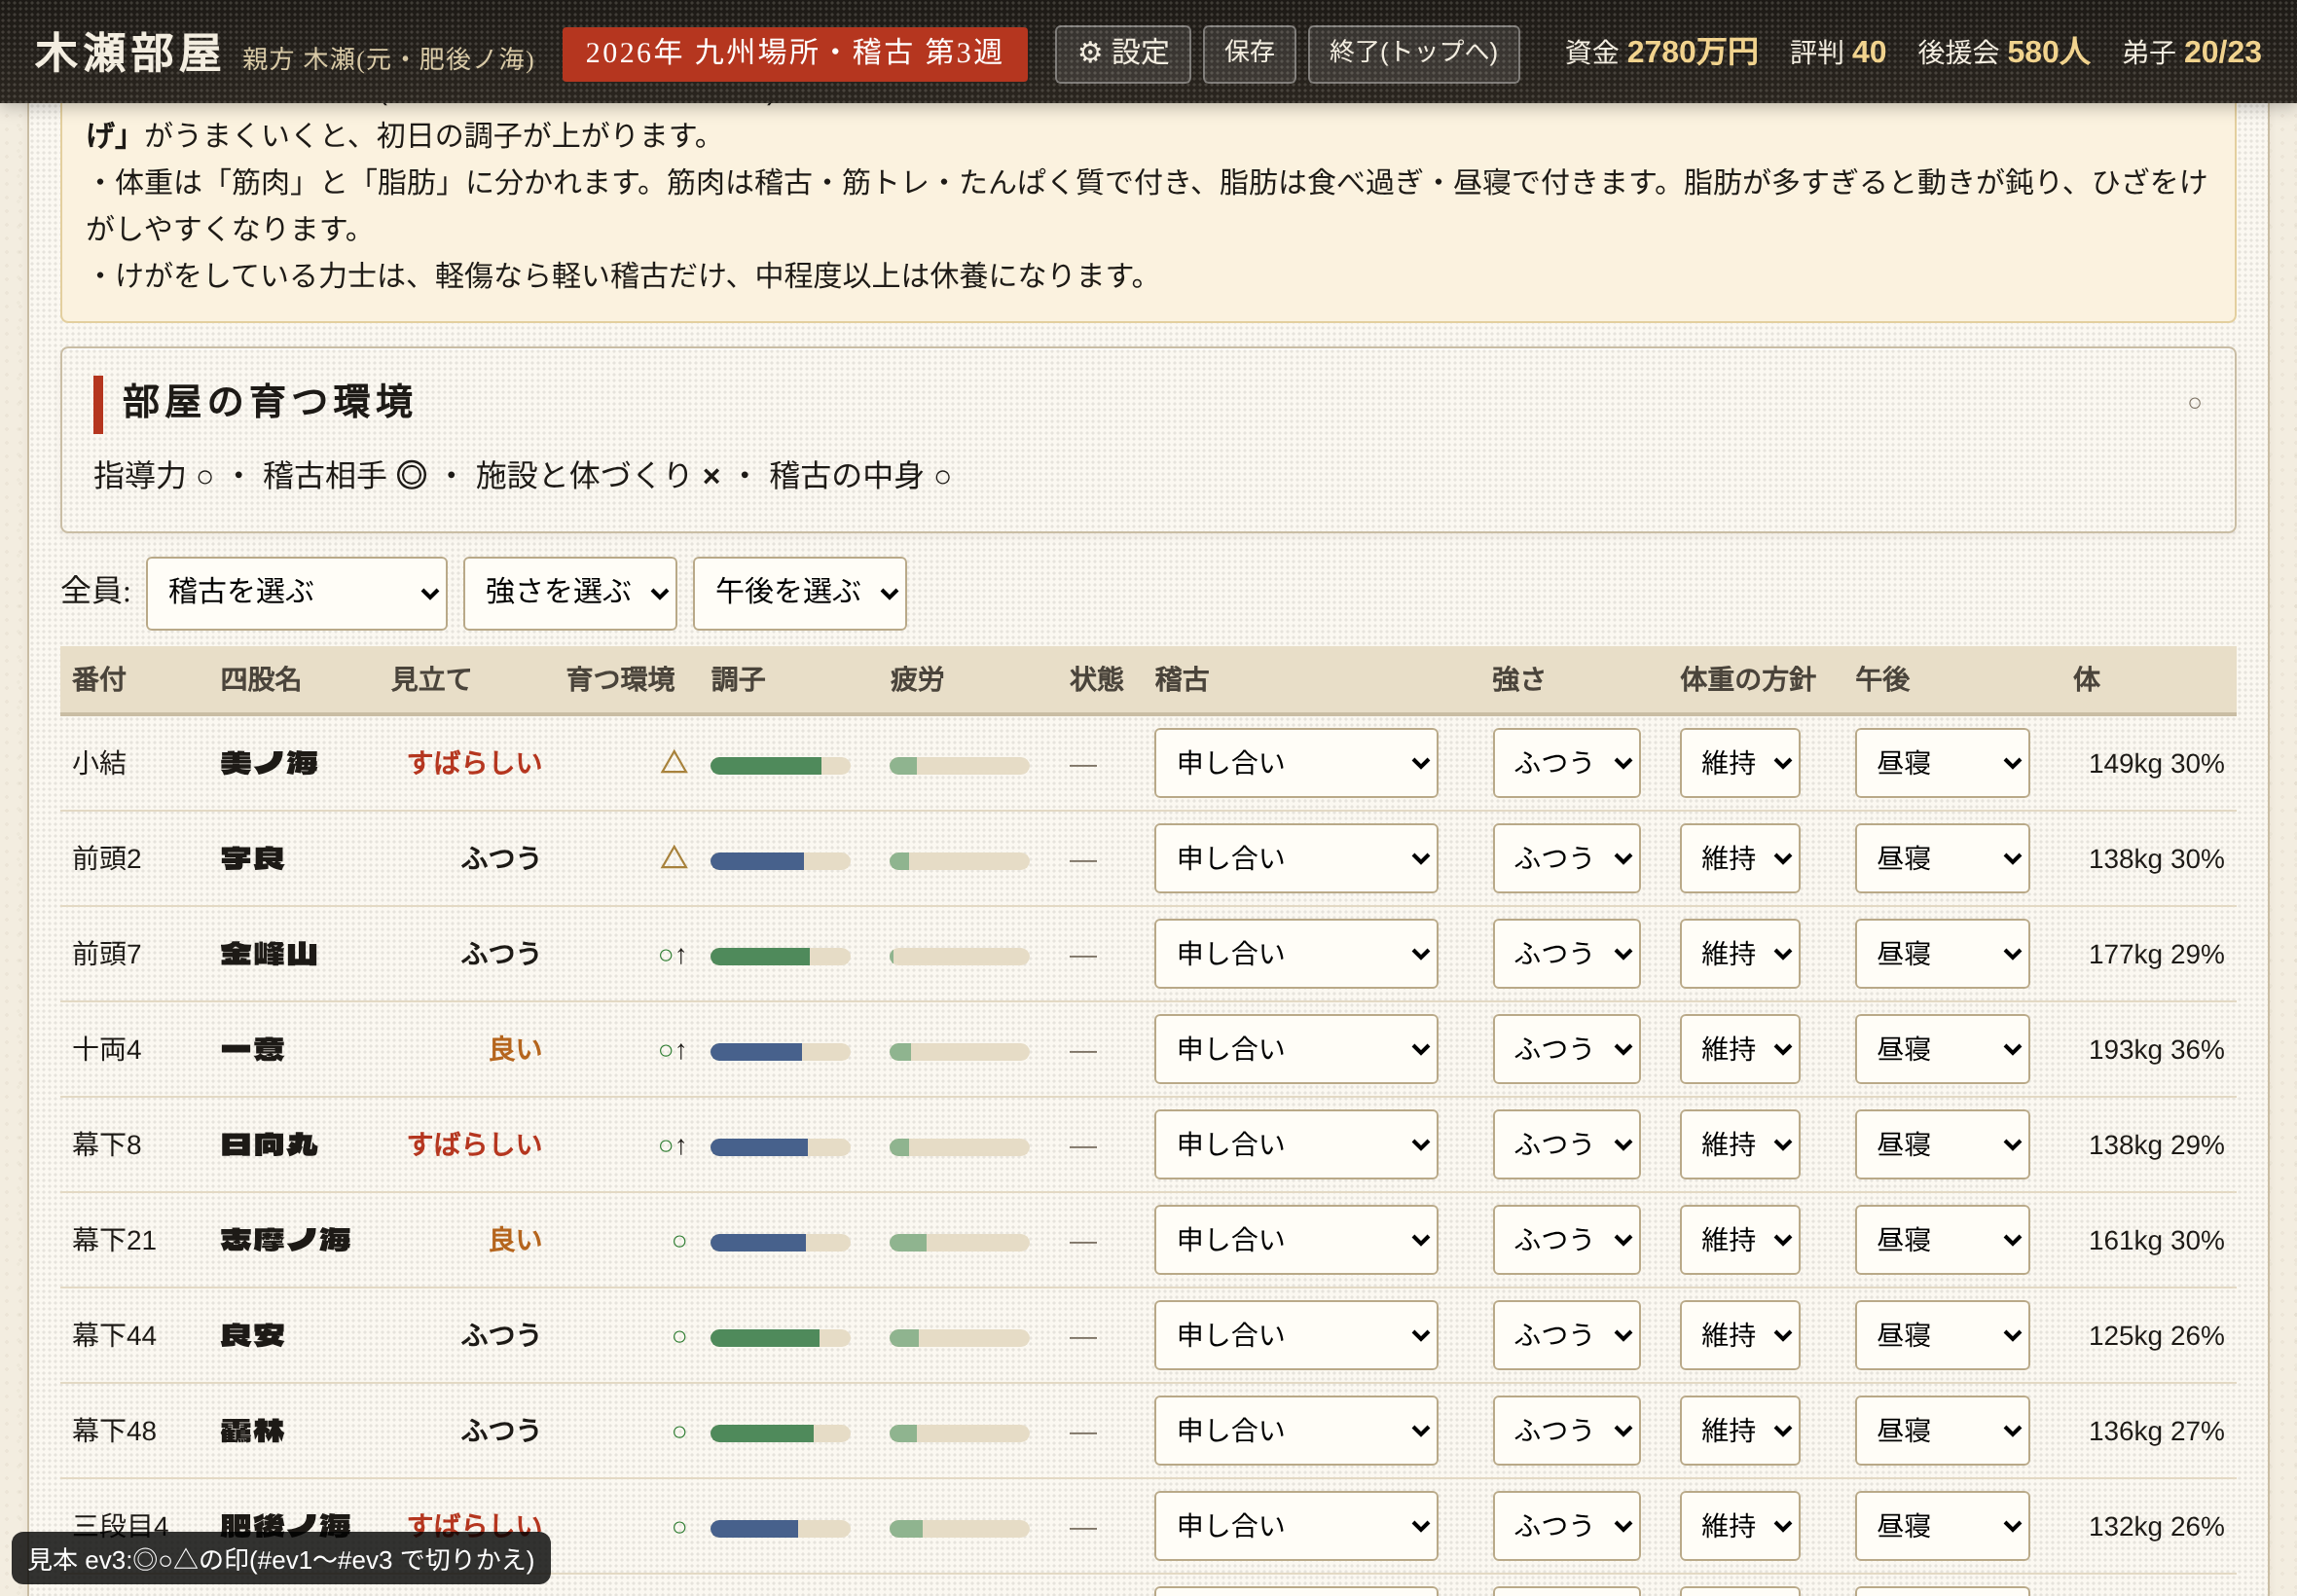 木瀬部屋 親方 木瀬(元・肥後ノ海) 2026年 九州場所・稽古 第3週 ⚙ 設定 保存 終了(トップへ) 資金 2780万円 評判 40 後援会 580人 弟子 20/23
げ」がうまくいくと、初日の調子が上がります。
・体重は「筋肉」と「脂肪」に分かれます。筋肉は稽古・筋トレ・たんぱく質で付き、脂肪は食べ過ぎ・昼寝で付きます。脂肪が多すぎると動きが鈍り、ひざをけ
がしやすくなります。
・けがをしている力士は、軽傷なら軽い稽古だけ、中程度以上は休養になります。
部屋の育つ環境 ○
指導力 ○ ・ 稽古相手 ◎ ・ 施設と体づくり × ・ 稽古の中身 ○
全員: 稽古を選ぶ 強さを選ぶ 午後を選ぶ
番付 四股名 見立て 育つ環境 調子 疲労 状態 稽古 強さ 体重の方針 午後 体
小結 美ノ海 すばらしい △ — 申し合い ふつう 維持 昼寝 149kg 30%
前頭2 宇良 ふつう △ — 申し合い ふつう 維持 昼寝 138kg 30%
前頭7 金峰山 ふつう ○↑ — 申し合い ふつう 維持 昼寝 177kg 29%
十両4 一意 良い ○↑ — 申し合い ふつう 維持 昼寝 193kg 36%
幕下8 日向丸 すばらしい ○↑ — 申し合い ふつう 維持 昼寝 138kg 29%
幕下21 志摩ノ海 良い ○ — 申し合い ふつう 維持 昼寝 161kg 30%
幕下44 良安 ふつう ○ — 申し合い ふつう 維持 昼寝 125kg 26%
幕下48 林 ふつう ○ — 申し合い ふつう 維持 昼寝 136kg 27%
三段目4 肥後ノ海 すばらしい ○ — 申し合い ふつう 維持 昼寝 132kg 26%
見本 ev3:◎○△の印(#ev1〜#ev3 で切りかえ)